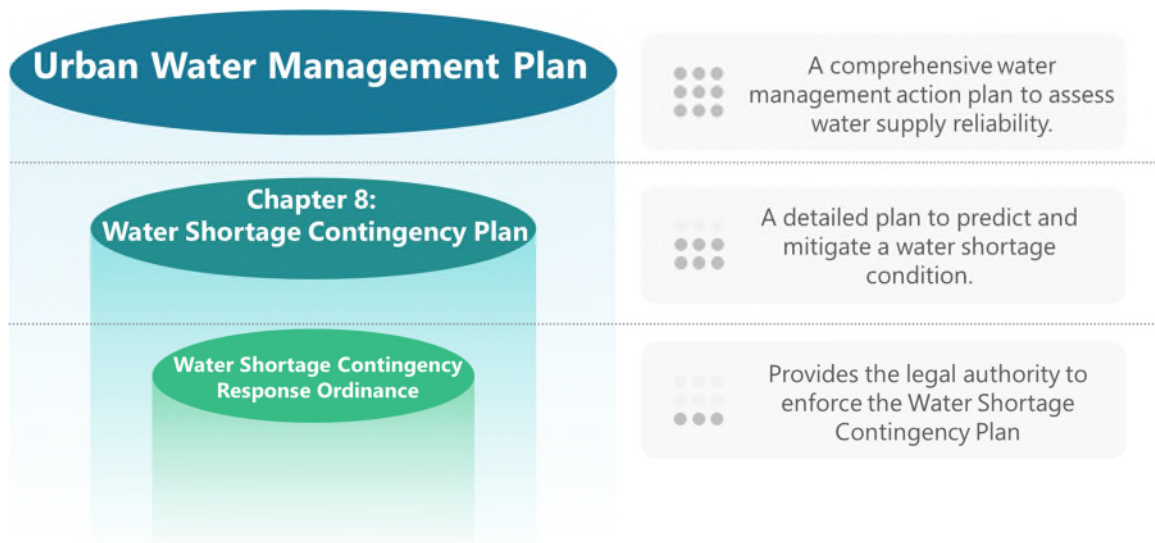 Urban Water Management Plan
A comprehensive water
management action plan to assess
water supply reliability.
Chapter 8:
Water Shortage Contingency Plan
A detailed plan to predict and
mitigate a water shortage
condition.
Water Shortage Contingency
Response Ordinance
Provides the legal authority to
enforce the Water Shortage
Contingency Plan